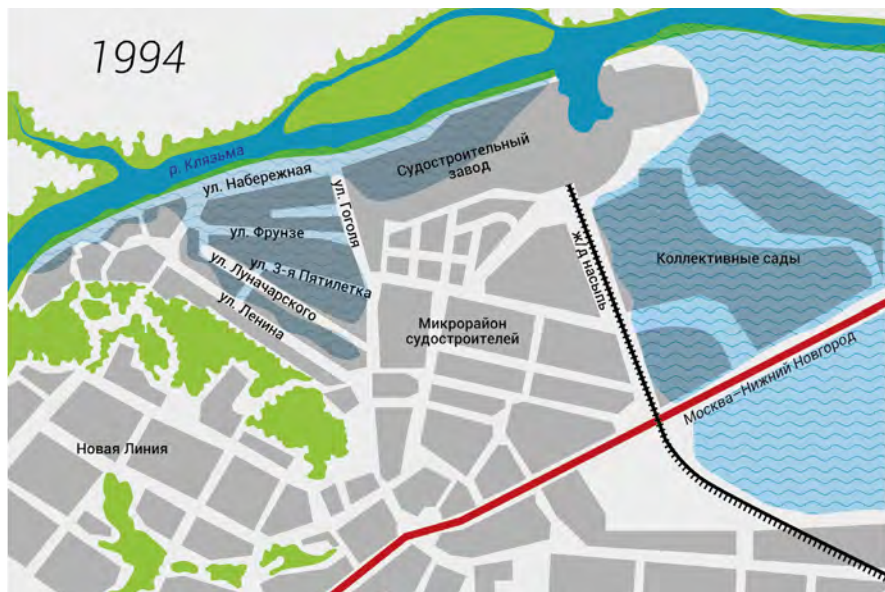 1994
р. Клязьма
ул. Набережная
Судостроительный
завод
ул. Гоголя
ул. Фрунзе
ул. 3-я Пятилетка
ул. Луначарского
ул. Ленина
ж/д насыпь
Коллективные сады
Микрорайон
судостроителей
Москва–Нижний Новгород
Новая Линия